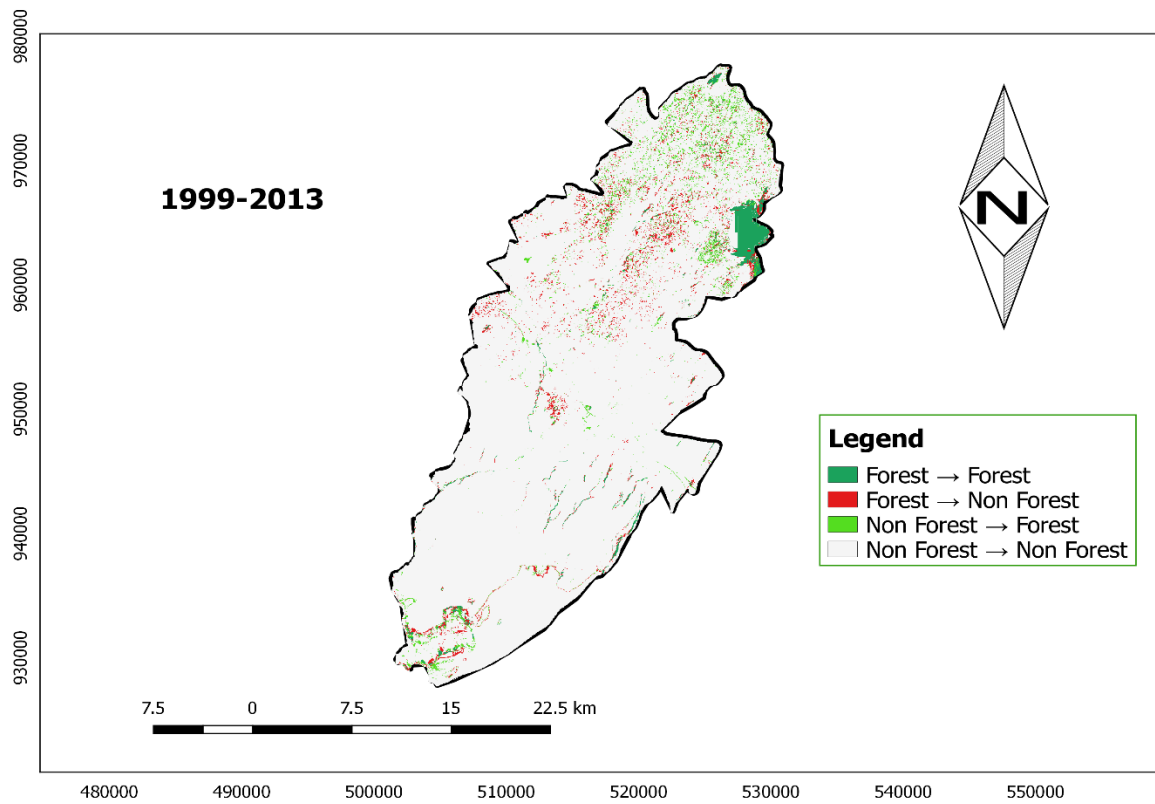 980000
970000
960000
950000
940000
930000
1999-2013
N
Legend
Forest → Forest
Forest → Non Forest
Non Forest → Forest
Non Forest → Non Forest
7.5 0 7.5 15 22.5 km
480000 490000 500000 510000 520000 530000 540000 550000